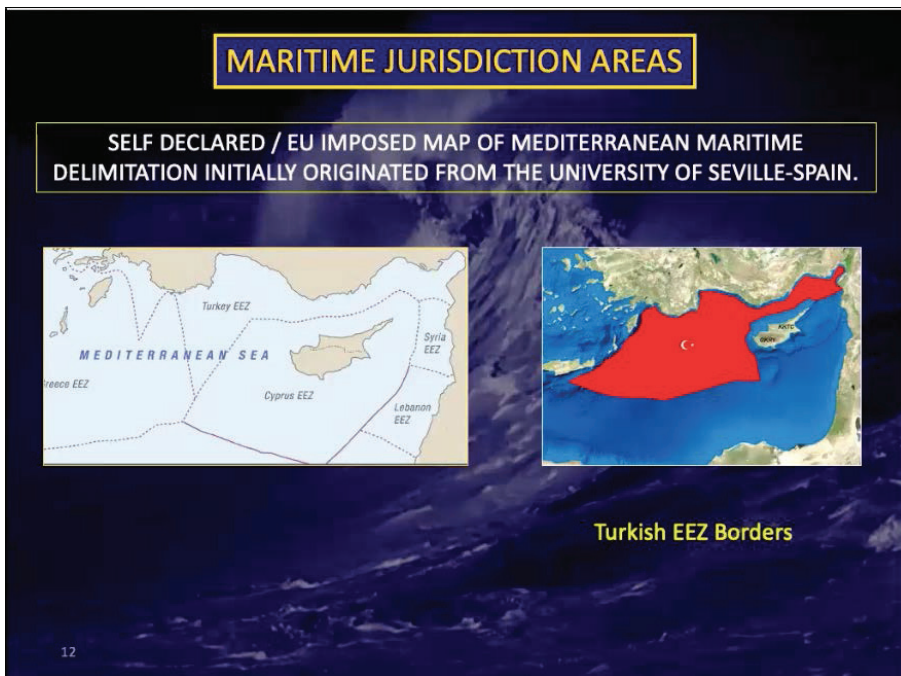 MARITIME JURISDICTION AREAS
SELF DECLARED / EU IMPOSED MAP OF MEDITERRANEAN MARITIME
DELIMITATION INITIALLY ORIGINATED FROM THE UNIVERSITY OF SEVILLE-SPAIN.
Turkey EEZ
MEDITERRANEAN SEA
Syria
EEZ
reece EEZ
Cyprus EEZ
Lebanon
EEZ
KKTC
GKRY
Turkish EEZ Borders
12